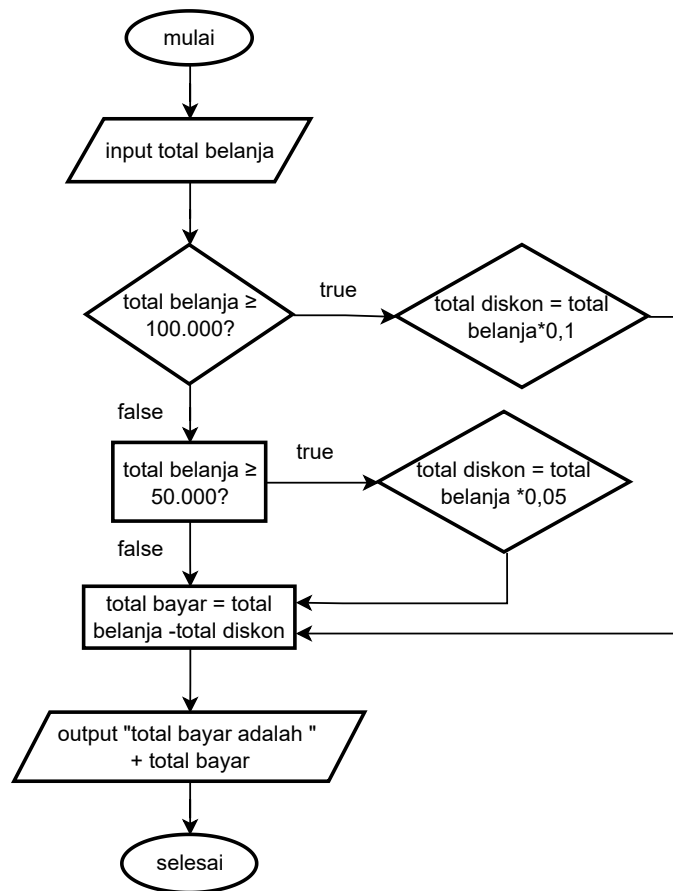 mulai
input total belanja
total belanja ≥
100.000?
true
total diskon = total
belanja*0,1
false
total belanja ≥
50.000?
true
total diskon = total
belanja *0,05
false
total bayar = total
belanja -total diskon
output "total bayar adalah "
+ total bayar
selesai